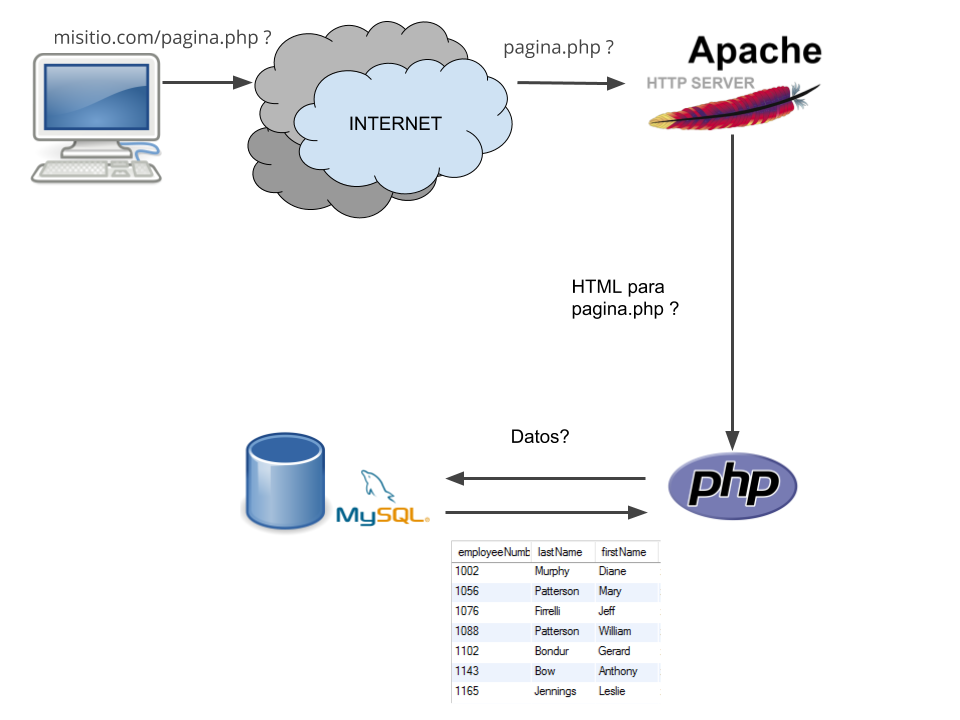 misitio.com/pagina.php ?
pagina.php ?
Apache
HTTP SERVER
INTERNET
HTML para
pagina.php ?
Datos?
php
MySQL
employeeNumb lastName firstName
1002 Murphy Diane
1056 Patterson Mary
1076 Firrelli Jeff
1088 Patterson William
1102 Bondur Gerard
1143 Bow Anthony
1165 Jennings Leslie